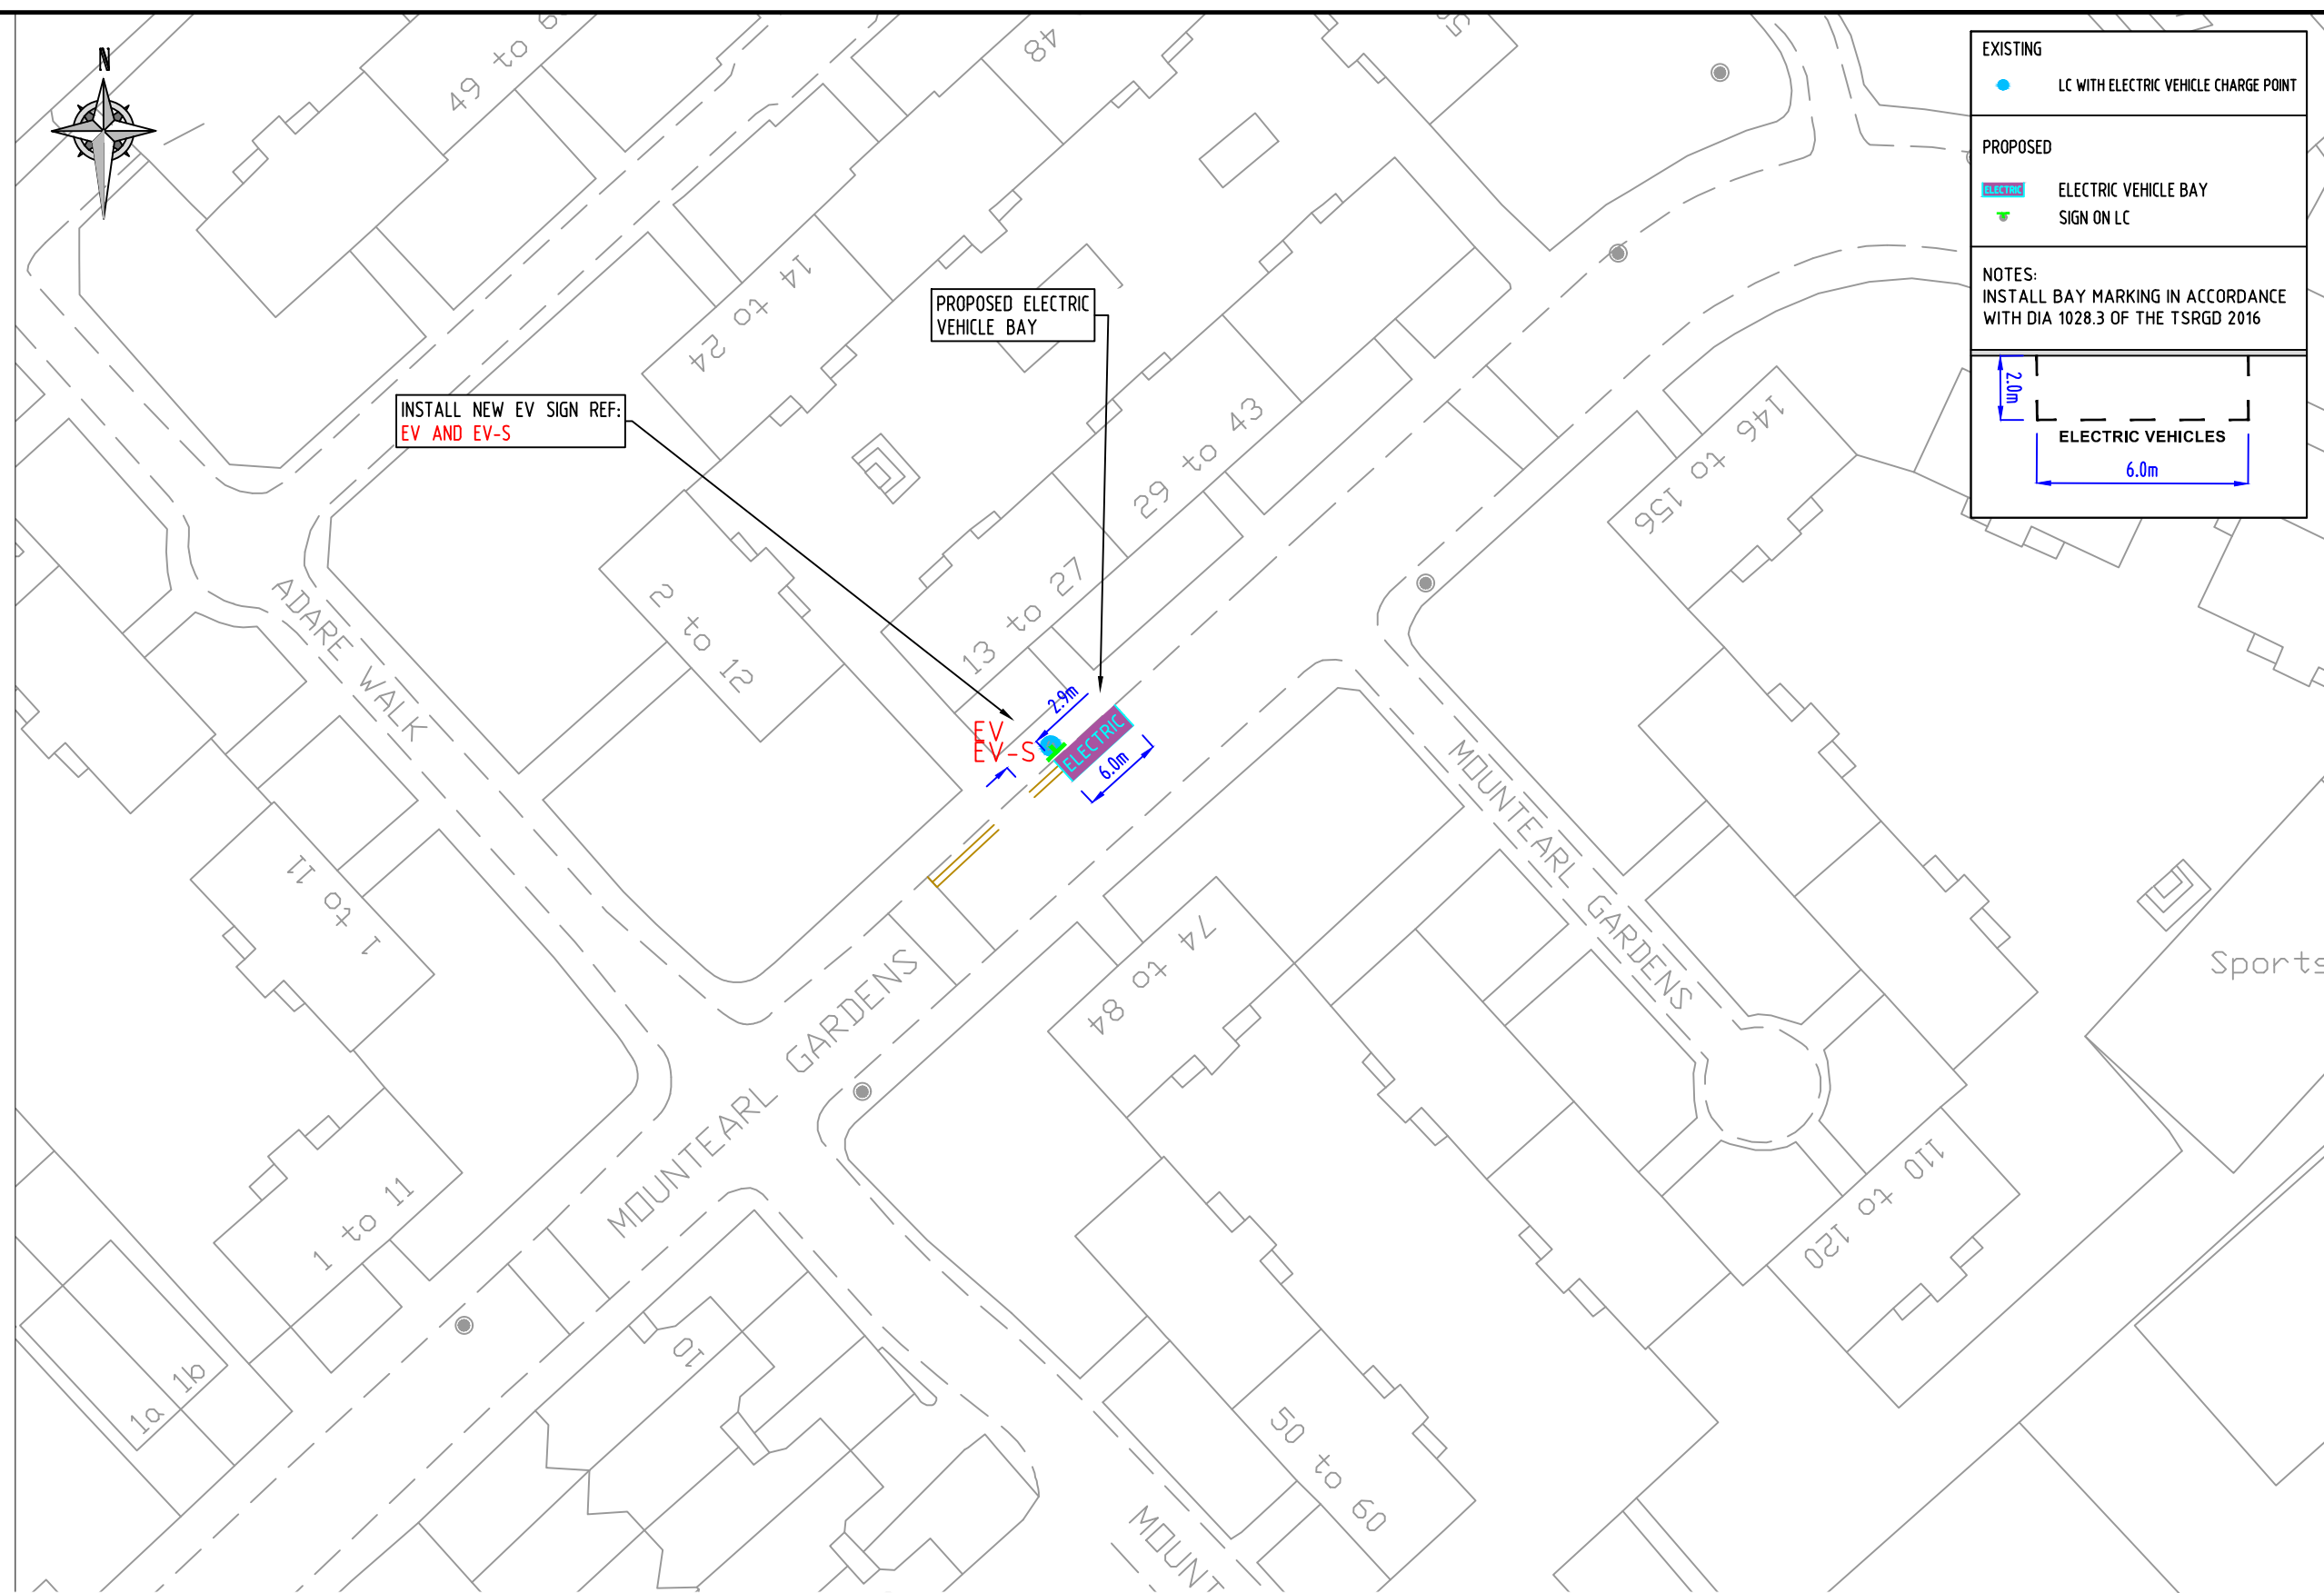 N
49 to
48
EXISTING
LC WITH ELECTRIC VEHICLE CHARGE POINT
PROPOSED
ELECTRIC
ELECTRIC VEHICLE BAY
SIGN ON LC
NOTES:
INSTALL BAY MARKING IN ACCORDANCE
WITH DIA 1028.3 OF THE TSRGD 2016
2.0m
ELECTRIC VEHICLES
6.0m
14 to 24
PROPOSED ELECTRIC
VEHICLE BAY
INSTALL NEW EV SIGN REF:
EV AND EV-S
29 to 43
146 to 156
13 to 27
2 to 12
ADARE WALK
2.9m
EV
EV-S
ELECTRIC
6.0m
MOUNTEARL GARDENS
1 to 11
74 to 84
Sports
MOUNTEARL GARDENS
1 to 11
110 to 120
10
1a 1b
50 to 60
MOUNT